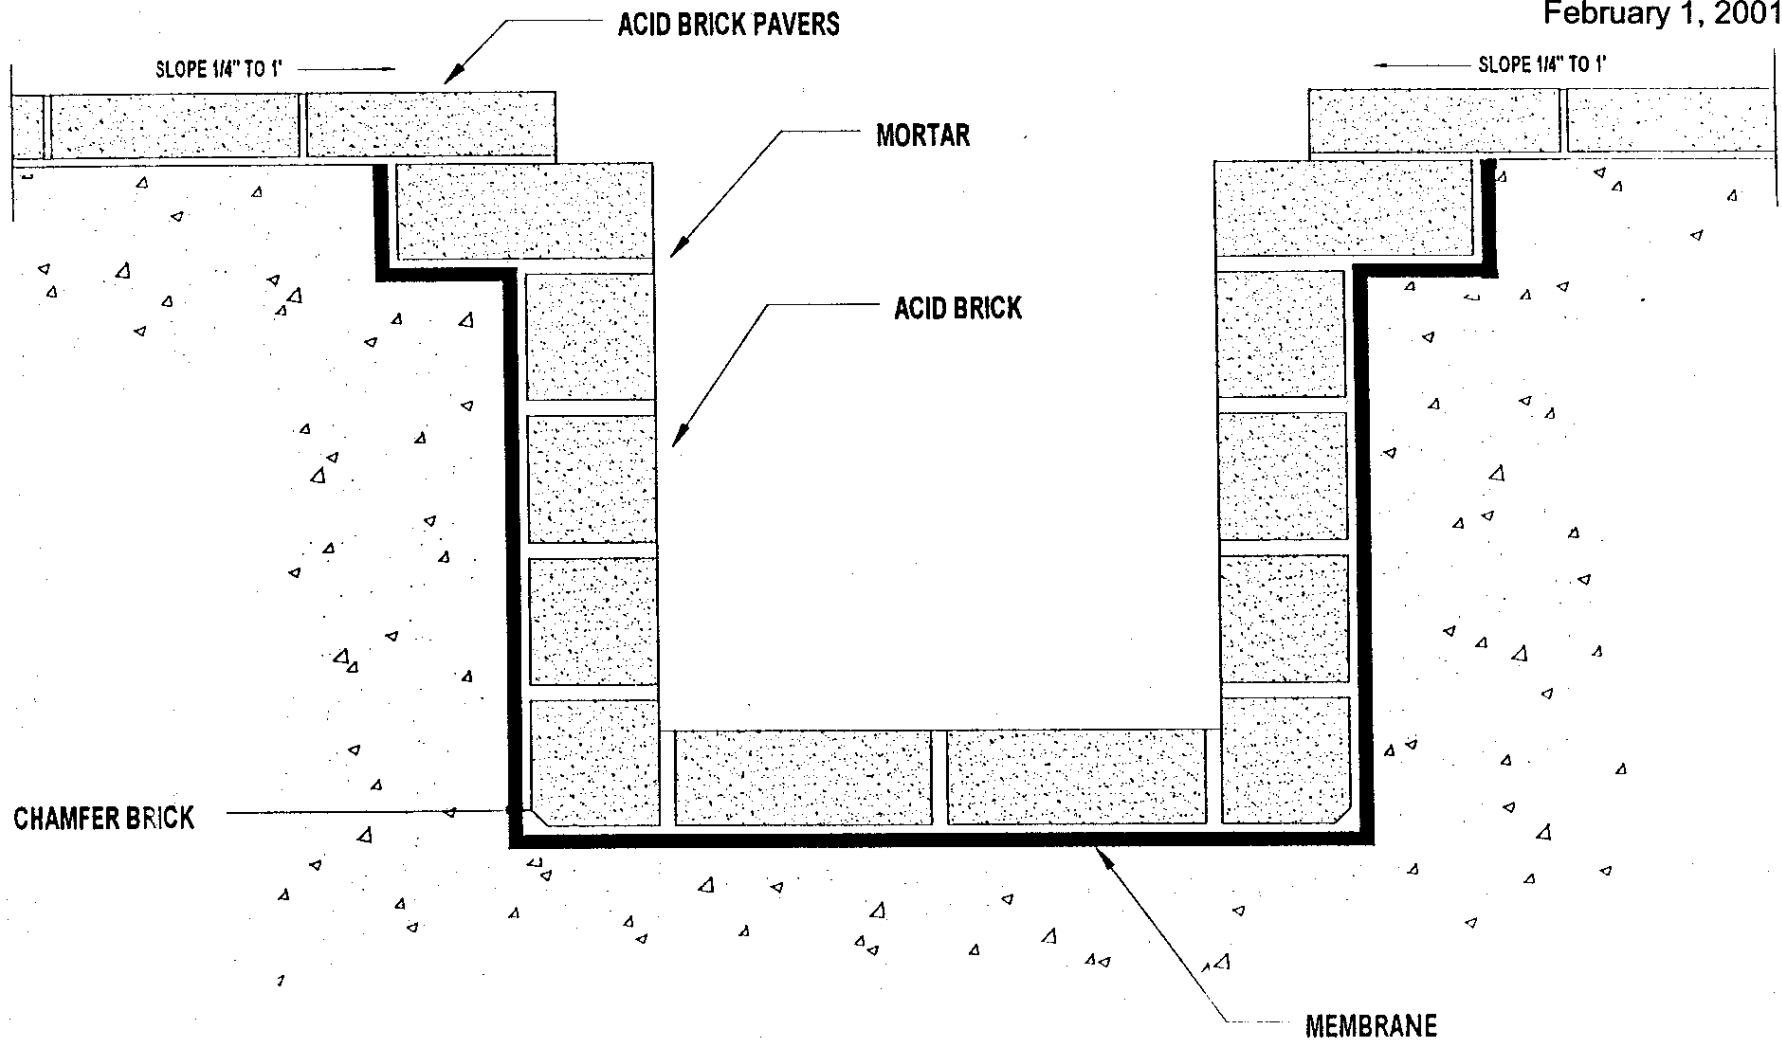 February 1, 2001
ACID BRICK PAVERS
SLOPE 1/4" TO 1'
SLOPE 1/4" TO 1'
MORTAR
ACID BRICK
CHAMFER BRICK
MEMBRANE